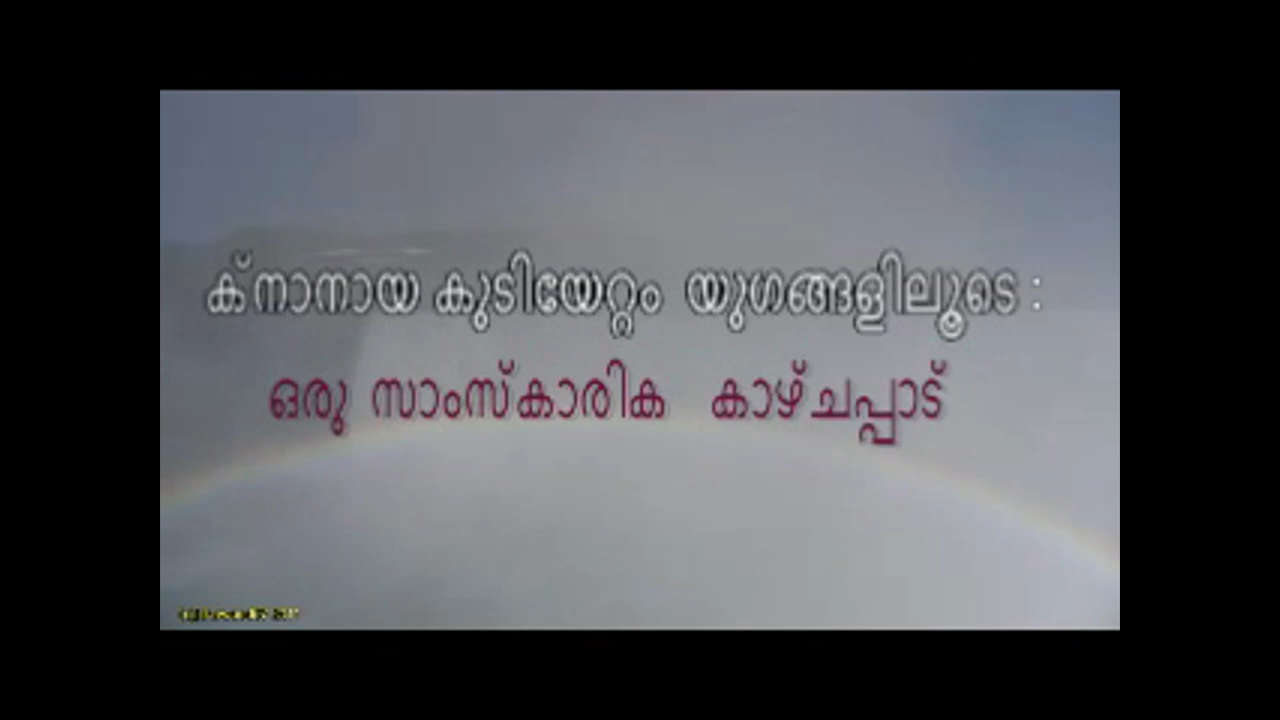 ക്നാനായ കുടിയേറ്റം യുഗങ്ങളിലൂടെ :
ഒരു സാംസ്കാരിക കാഴ്ചപ്പാട്